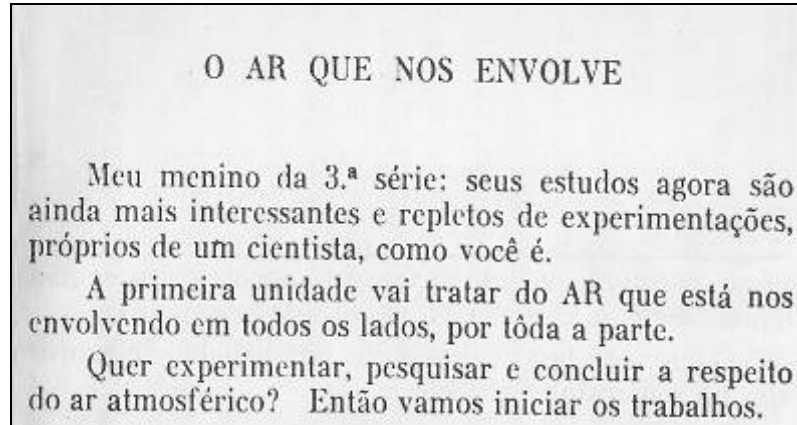 O AR QUE NOS ENVOLVE
Meu menino da 3.ª série: seus estudos agora são
ainda mais interessantes e repletos de experimentações,
próprios de um cientista, como você é.
A primeira unidade vai tratar do AR que está nos
envolvendo em todos os lados, por tôda a parte.
Quer experimentar, pesquisar e concluir a respeito
do ar atmosférico? Então vamos iniciar os trabalhos.